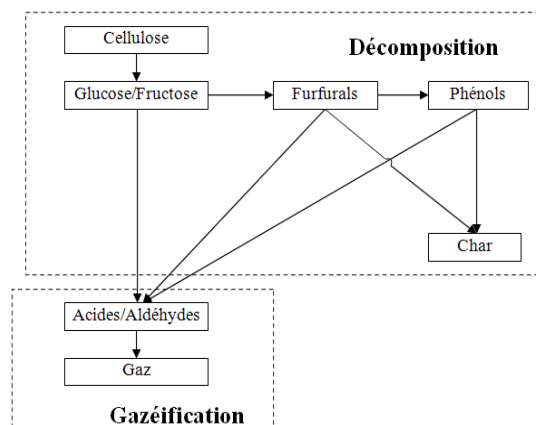 Cellulose
Décomposition
Glucose/Fructose
Furfurals
Phénols
Char
Acides/Aldéhydes
Gaz
Gazéification